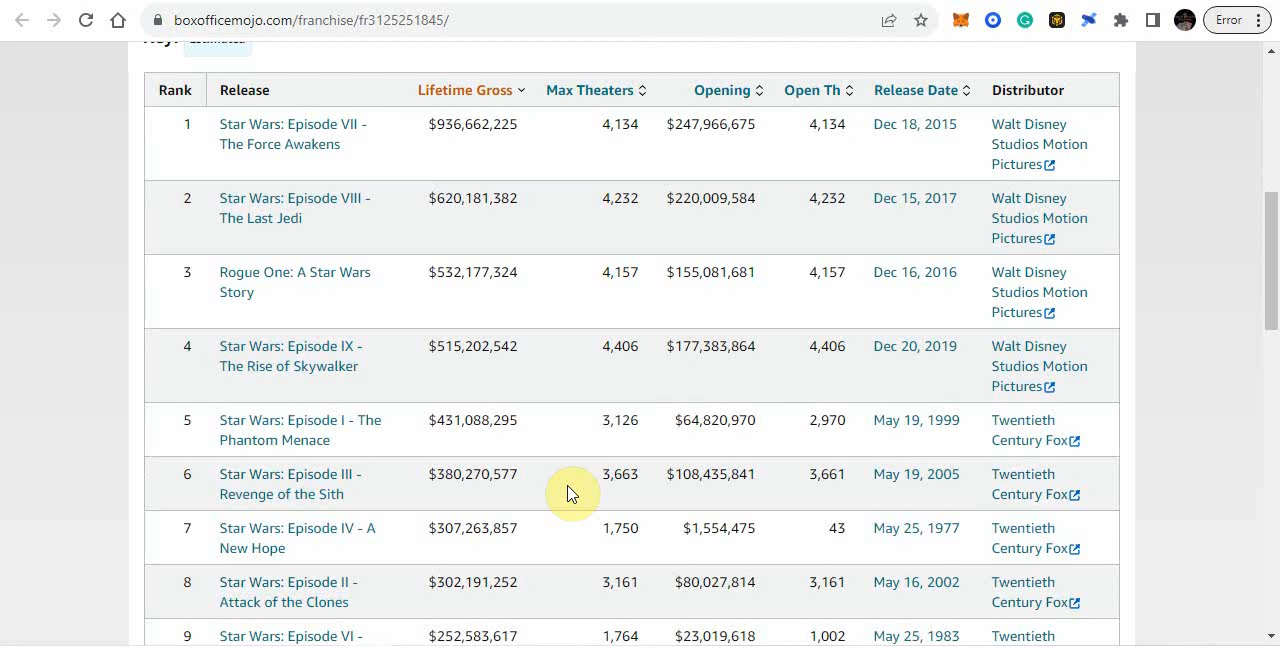 boxofficemojo.com/franchise/fr3125251845/
Error
Rank Release Lifetime Gross Max Theaters Opening Open Th Release Date Distributor
1 Star Wars: Episode VII - $936,662,225 4,134 $247,966,675 4,134 Dec 18, 2015 Walt Disney
The Force Awakens Studios Motion
Pictures
2 Star Wars: Episode VIII - $620,181,382 4,232 $220,009,584 4,232 Dec 15, 2017 Walt Disney
The Last Jedi Studios Motion
Pictures
3 Rogue One: A Star Wars $532,177,324 4,157 $155,081,681 4,157 Dec 16, 2016 Walt Disney
Story Studios Motion
Pictures
4 Star Wars: Episode IX - $515,202,542 4,406 $177,383,864 4,406 Dec 20, 2019 Walt Disney
The Rise of Skywalker Studios Motion
Pictures
5 Star Wars: Episode I - The $431,088,295 3,126 $64,820,970 2,970 May 19, 1999 Twentieth
Phantom Menace Century Fox
6 Star Wars: Episode III - $380,270,577 3,663 $108,435,841 3,661 May 19, 2005 Twentieth
Revenge of the Sith Century Fox
7 Star Wars: Episode IV - A $307,263,857 1,750 $1,554,475 43 May 25, 1977 Twentieth
New Hope Century Fox
8 Star Wars: Episode II - $302,191,252 3,161 $80,027,814 3,161 May 16, 2002 Twentieth
Attack of the Clones Century Fox
9 Star Wars: Episode VI - $252,583,617 1,764 $23,019,618 1,002 May 25, 1983 Twentieth